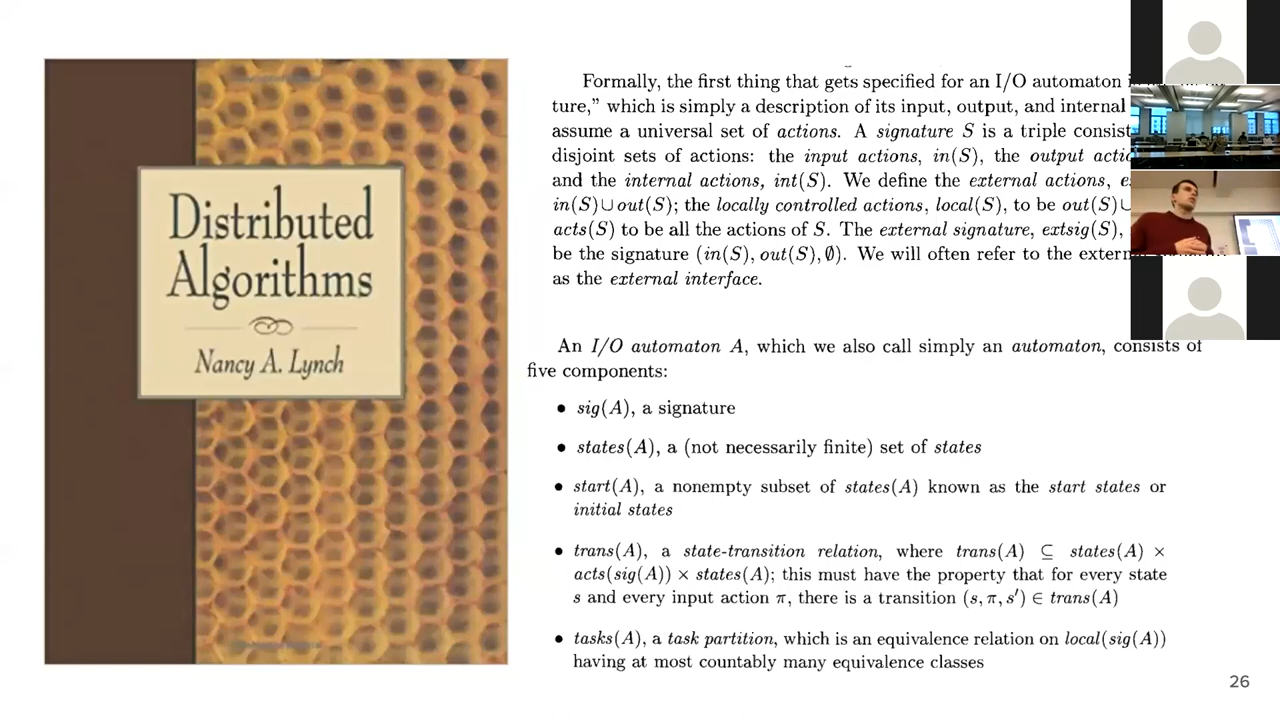 Distributed
Algorithms
Nancy A. Lynch
Formally, the first thing that gets specified for an I/O automaton
ture,” which is simply a description of its input, output, and internal
assume a universal set of actions. A signature S is a triple consist
disjoint sets of actions: the input actions, in(S), the output actio
and the internal actions, int(S). We define the external actions,
in(S)∪out(S); the locally controlled actions, local(S), to be out(S)∪
acts(S) to be all the actions of S. The external signature, extsig(S),
be the signature (in(S), out(S), ∅). We will often refer to the extern
as the external interface.
An I/O automaton A, which we also call simply an automaton, consists of
five components:
• sig(A), a signature
• states(A), a (not necessarily finite) set of states
• start(A), a nonempty subset of states(A) known as the start states or
initial states
• trans(A), a state-transition relation, where trans(A) ⊆ states(A) ×
acts(sig(A)) × states(A); this must have the property that for every state
s and every input action π, there is a transition (s, π, s′) ∈ trans(A)
• tasks(A), a task partition, which is an equivalence relation on local(sig(A))
having at most countably many equivalence classes
26